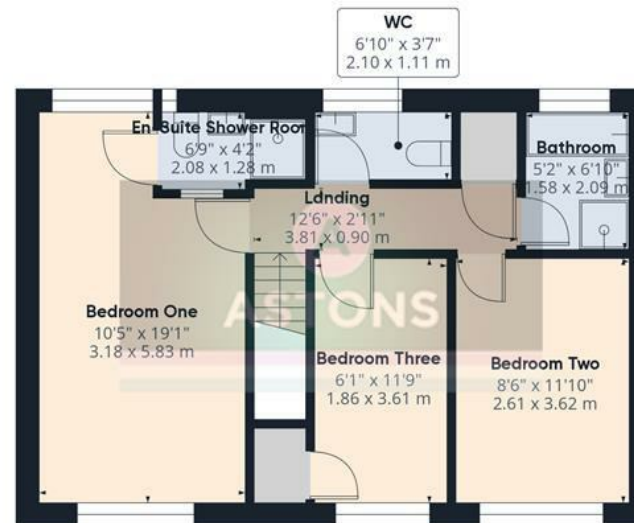 WC
6'10" x 3'7"
2.10 x 1.11 m
En-Suite Shower Room
6'9" x 4'2"
2.08 x 1.28 m
Bathroom
5'2" x 6'10"
1.58 x 2.09 m
Landing
12'6" x 2'11"
3.81 x 0.90 m
A
ASTONS
Bedroom One
10'5" x 19'1"
3.18 x 5.83 m
Bedroom Three
6'1" x 11'9"
1.86 x 3.61 m
Bedroom Two
8'6" x 11'10"
2.61 x 3.62 m